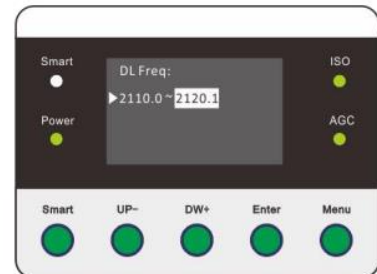 Smart
ISO
DL Freq:
▶2110.0~2120.1
Power
AGC
Smart UP- DW+ Enter Menu